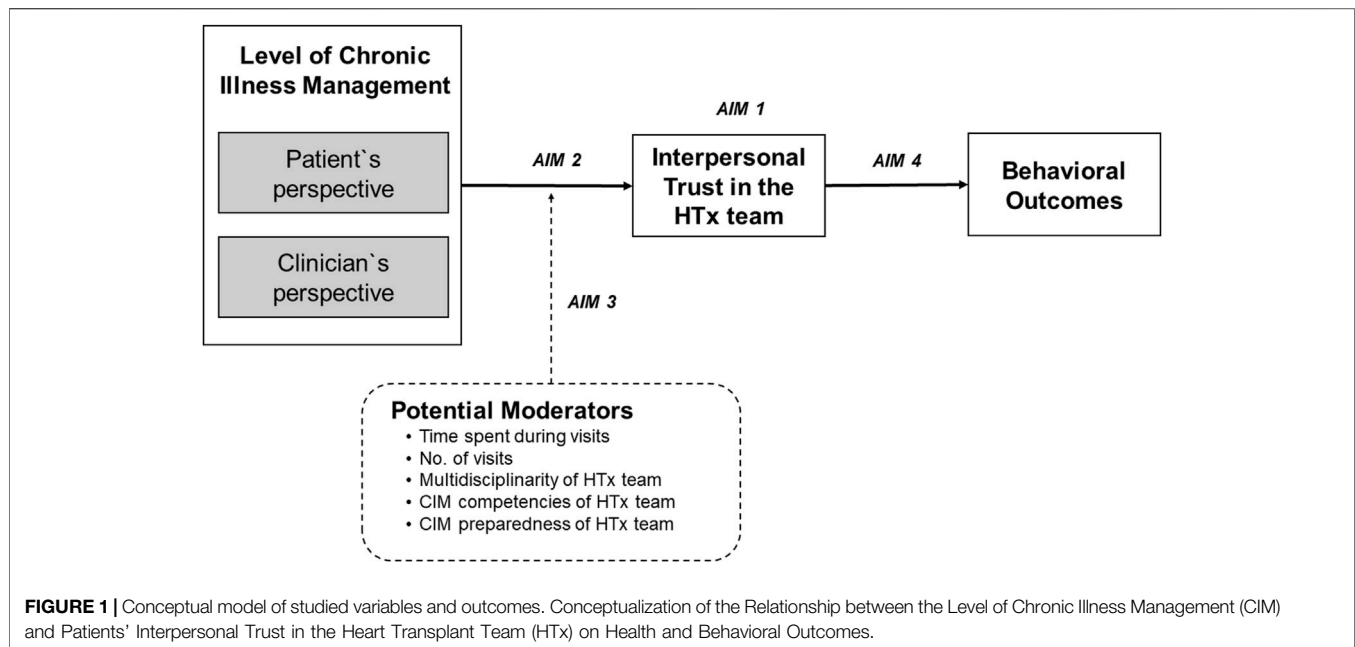 Level of Chronic
Illness Management
Patient`s
perspective
Clinician`s
perspective
AIM 2
AIM 1
Interpersonal
Trust in the
HTx team
AIM 4
Behavioral
Outcomes
AIM 3
Potential Moderators
• Time spent during visits
• No. of visits
• Multidisciplinarity of HTx team
• CIM competencies of HTx team
• CIM preparedness of HTx team
FIGURE 1 | Conceptual model of studied variables and outcomes. Conceptualization of the Relationship between the Level of Chronic Illness Management (CIM)
and Patients’ Interpersonal Trust in the Heart Transplant Team (HTx) on Health and Behavioral Outcomes.